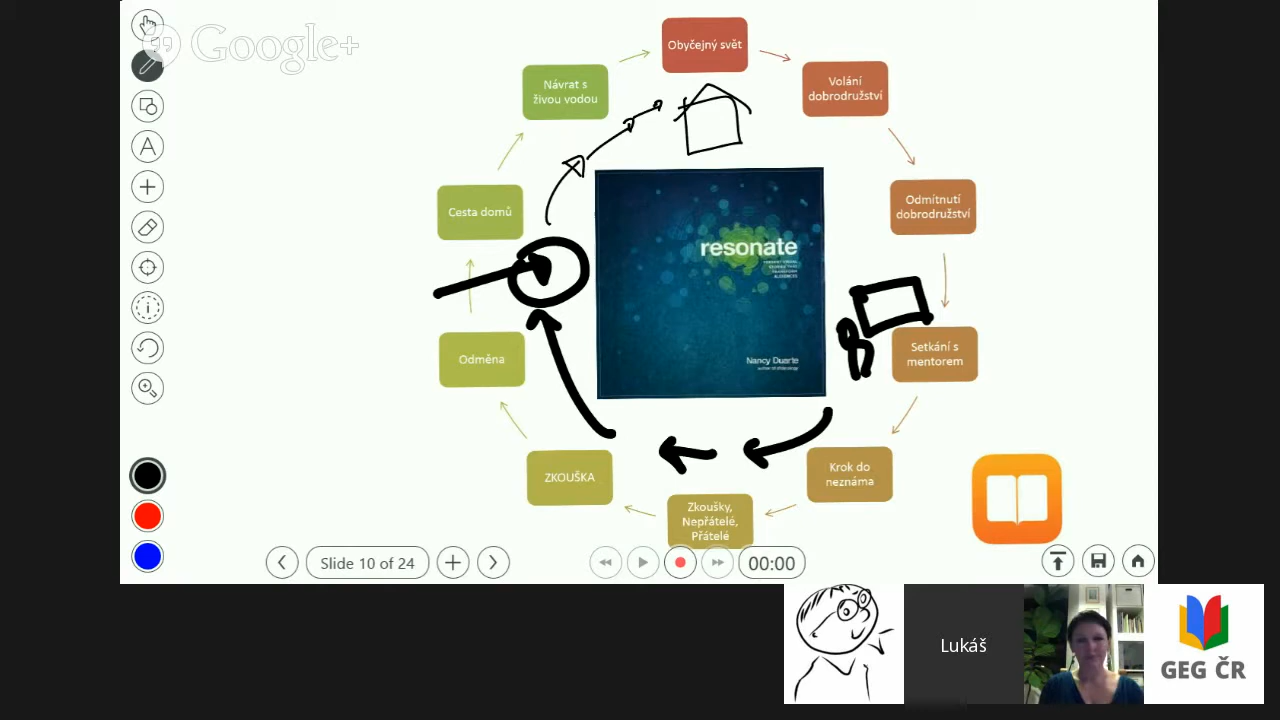 Google+
Obyčejný svět
Volání
dobrodružství
Odmítnutí
dobrodružství
Setkání s
mentorem
Krok do
neznáma
Zkoušky,
Nepřátelé,
Přátelé
ZKOUŠKA
Odměna
Cesta domů
Návrat s
živou vodou
resonate
Nancy Duarte
A
Slide 10 of 24
00:00
Lukáš
GEG ČR